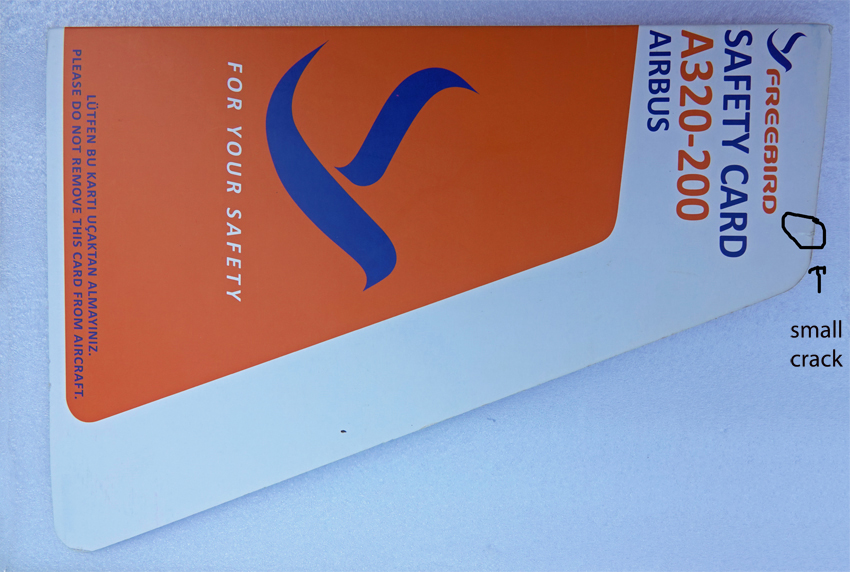 FREEBIRD
SAFETY CARD
A320-200
AIRBUS
FOR YOUR SAFETY
LÜTFEN BU KARTI UÇAKTAN ALMAYINIZ.
PLEASE DO NOT REMOVE THIS CARD FROM AIRCRAFT.
small
crack